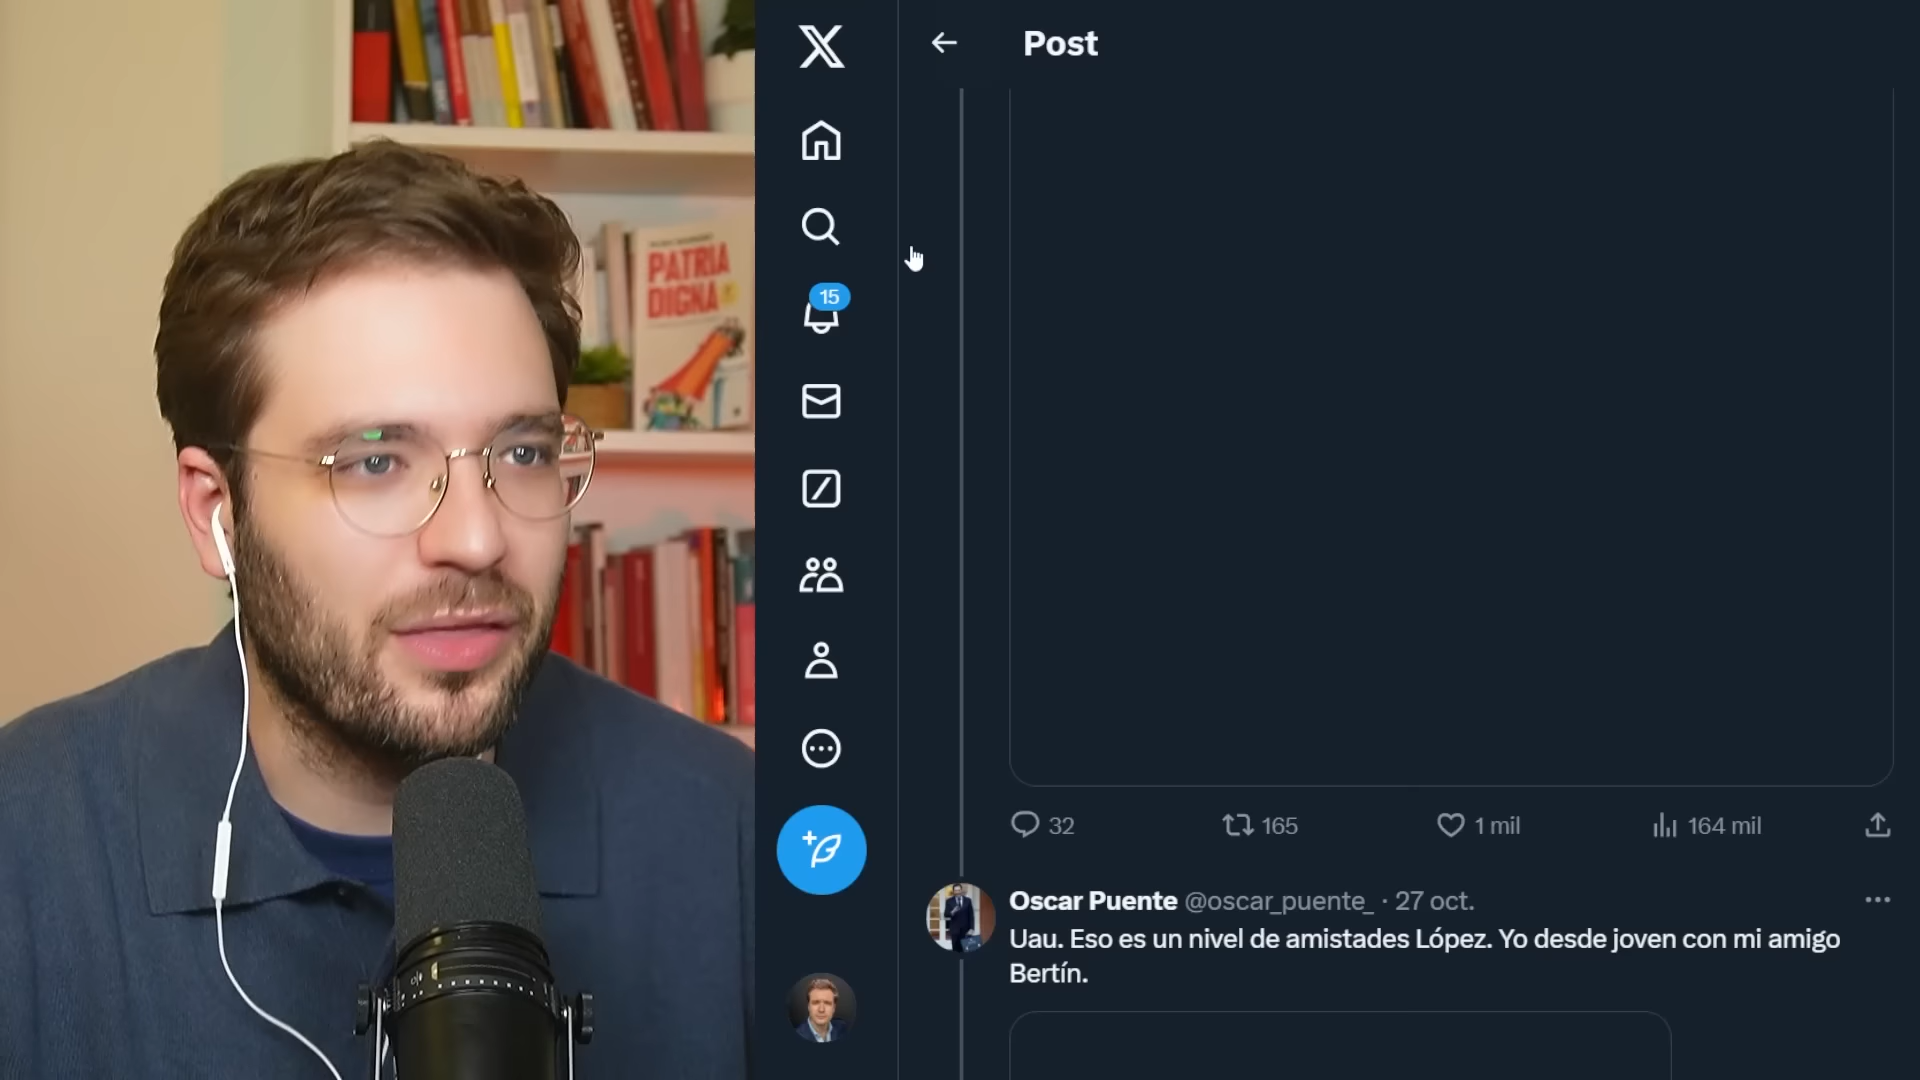 PATRIA
DIGNA
15
Post
32
165
1 mil
164 mil
Oscar Puente @oscar_puente_ · 27 oct.
Uau. Eso es un nivel de amistades López. Yo desde joven con mi amigo
Bertín.